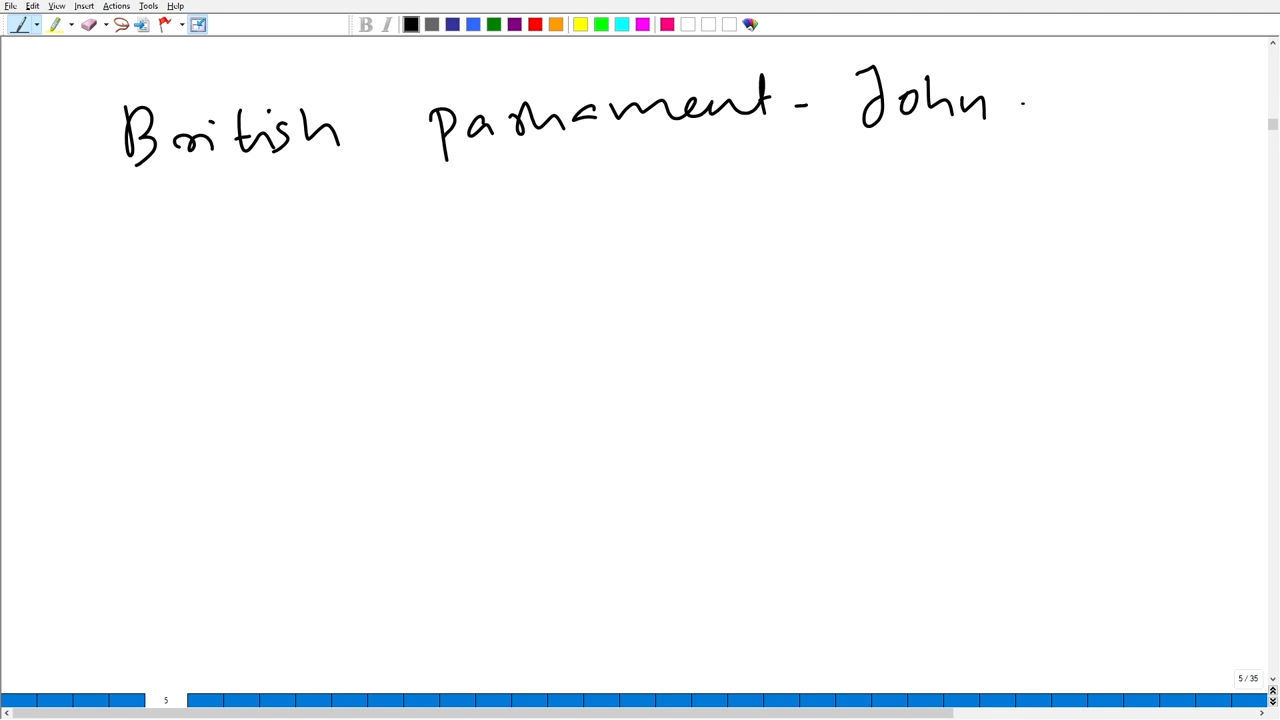 File Edit View Insert Actions Tools Help
B I
British parliament - John .
5 / 35
5